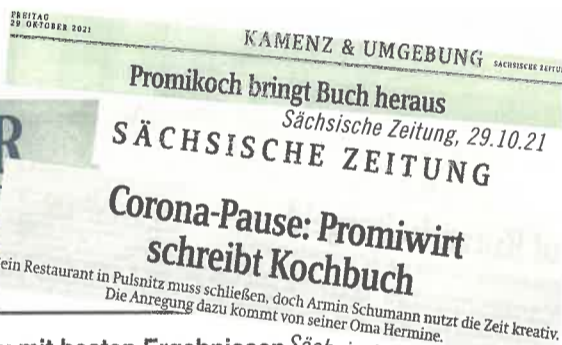 FREITAG
29. OKTOBER 2021
KAMENZ & UMGEBUNG
SÄCHSISCHE
Promikoch bringt Buch heraus
Sächsische Zeitung, 29.10.21
SÄCHSISCHE ZEITUNG
Corona-Pause: Promiwirt
schreibt Kochbuch
ein Restaurant in Pulsnitz muss schließen, doch Armin Schumann nutzt die Zeit kreativ.
Die Anregung dazu kommt von seiner Oma Hermine.
mit besten Ergebnissen